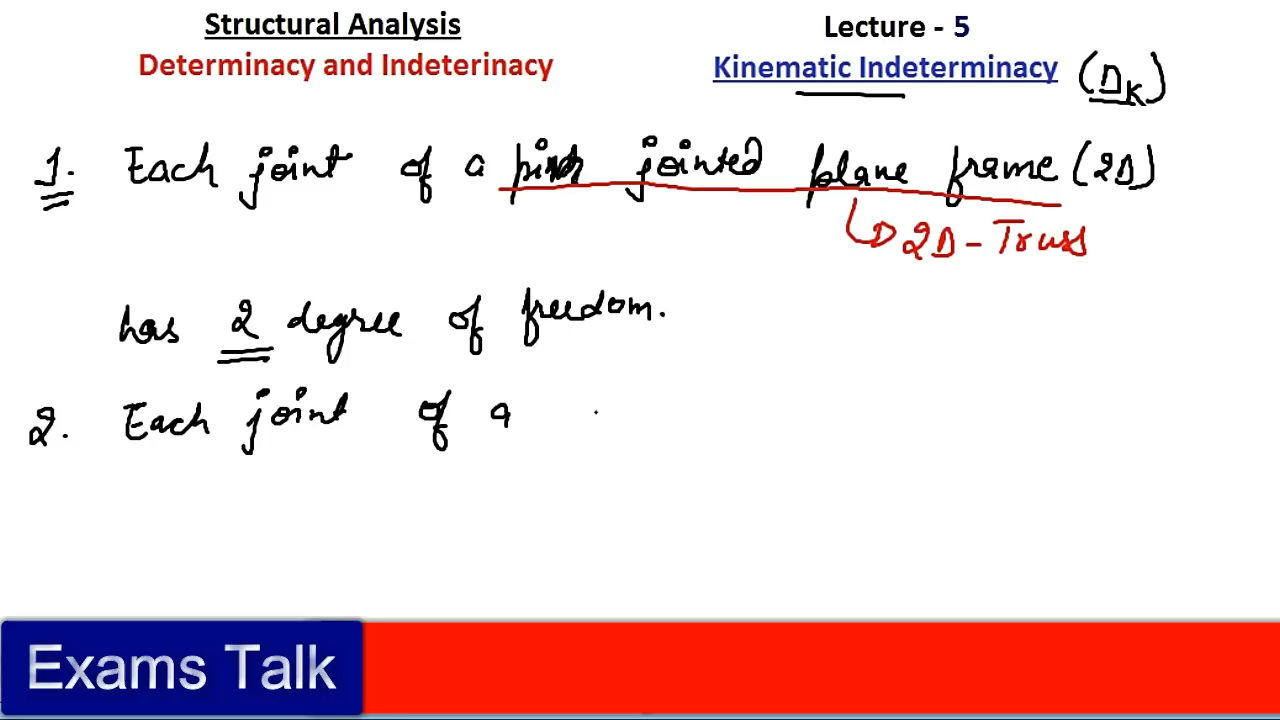 Structural Analysis
Lecture - 5
Determinacy and Indeterinacy
Kinematic Indeterminacy (DK)
1. Each joint of a pin jointed plane frame (2D)
2D - Truss
has 2 degree of freedom.
2. Each joint of a
Exams Talk